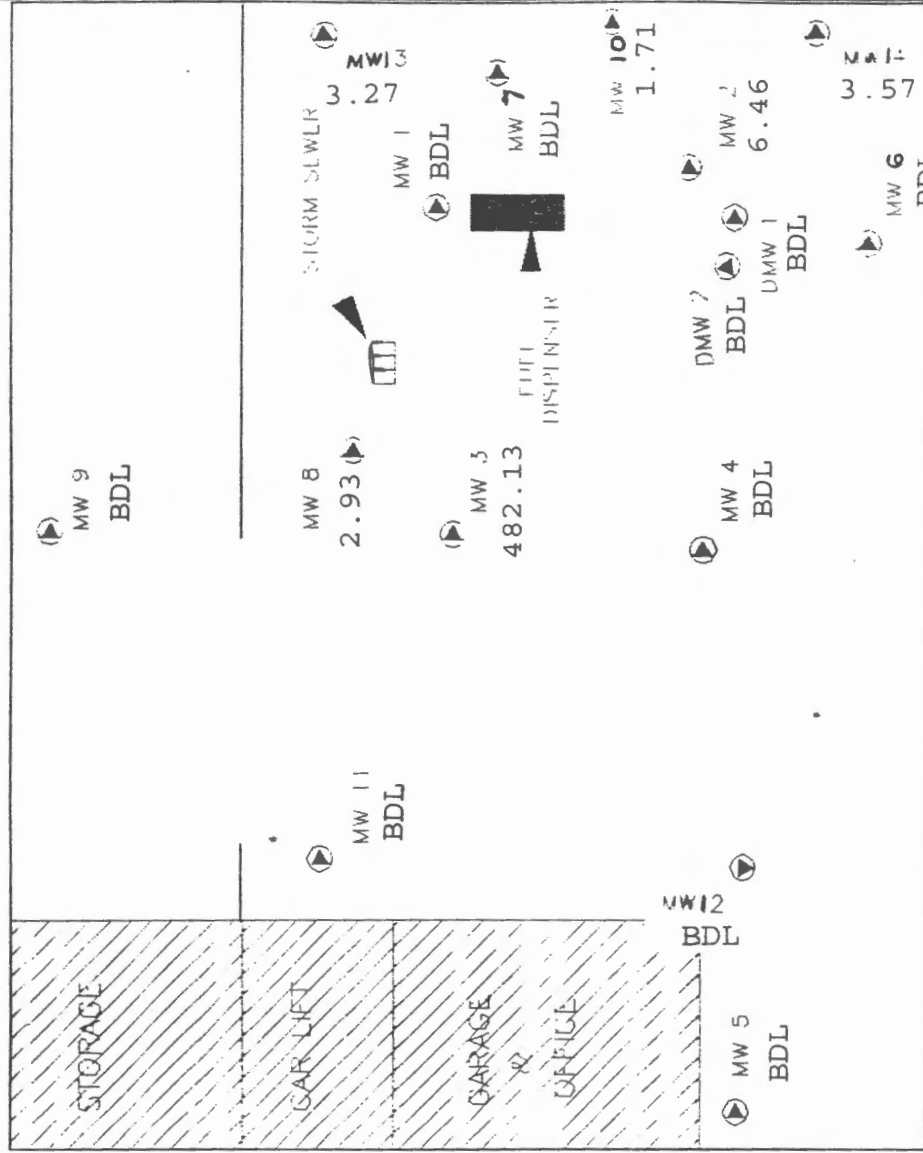 MW13
3.27
STORM SEWER
MW 1
BDL
MW 7
BDL
MW 10
1.71
MW 2
6.46
MW14
3.57
MW 6
BDL
DMW 1
BDL
DMW 2
BDL
FUEL
DISPENSER
MW 9
BDL
MW 8
2.93
MW 3
482.13
MW 4
BDL
MW 11
BDL
MW12
BDL
STORAGE
CAR LIFT
GARAGE
&
OFFICE
MW 5
BDL